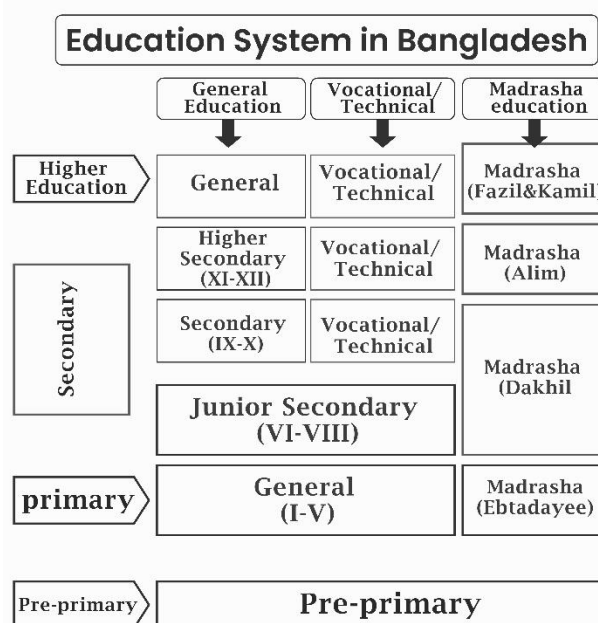 Education System in Bangladesh
General
Education
Vocational/
Technical
Madrasha
education
Higher
Education
General
Vocational/
Technical
Madrasha
(Fazil&Kamil)
Secondary
Higher
Secondary
(XI-XII)
Vocational/
Technical
Madrasha
(Alim)
Secondary
(IX-X)
Vocational/
Technical
Madrasha
(Dakhil
Junior Secondary
(VI-VIII)
primary
General
(I-V)
Madrasha
(Ebtadayee)
Pre-primary
Pre-primary